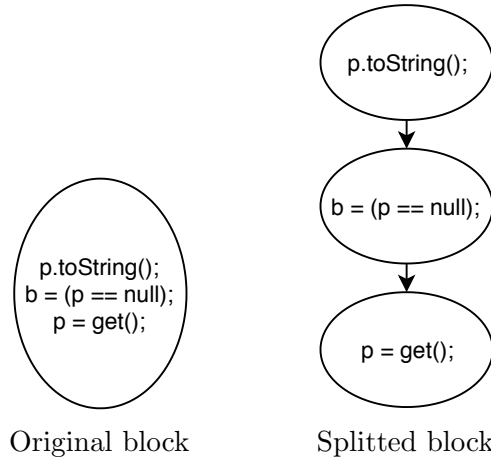 p.toString();
b = (p == null);
p = get();
Original block
p.toString();
b = (p == null);
p = get();
Splitted block